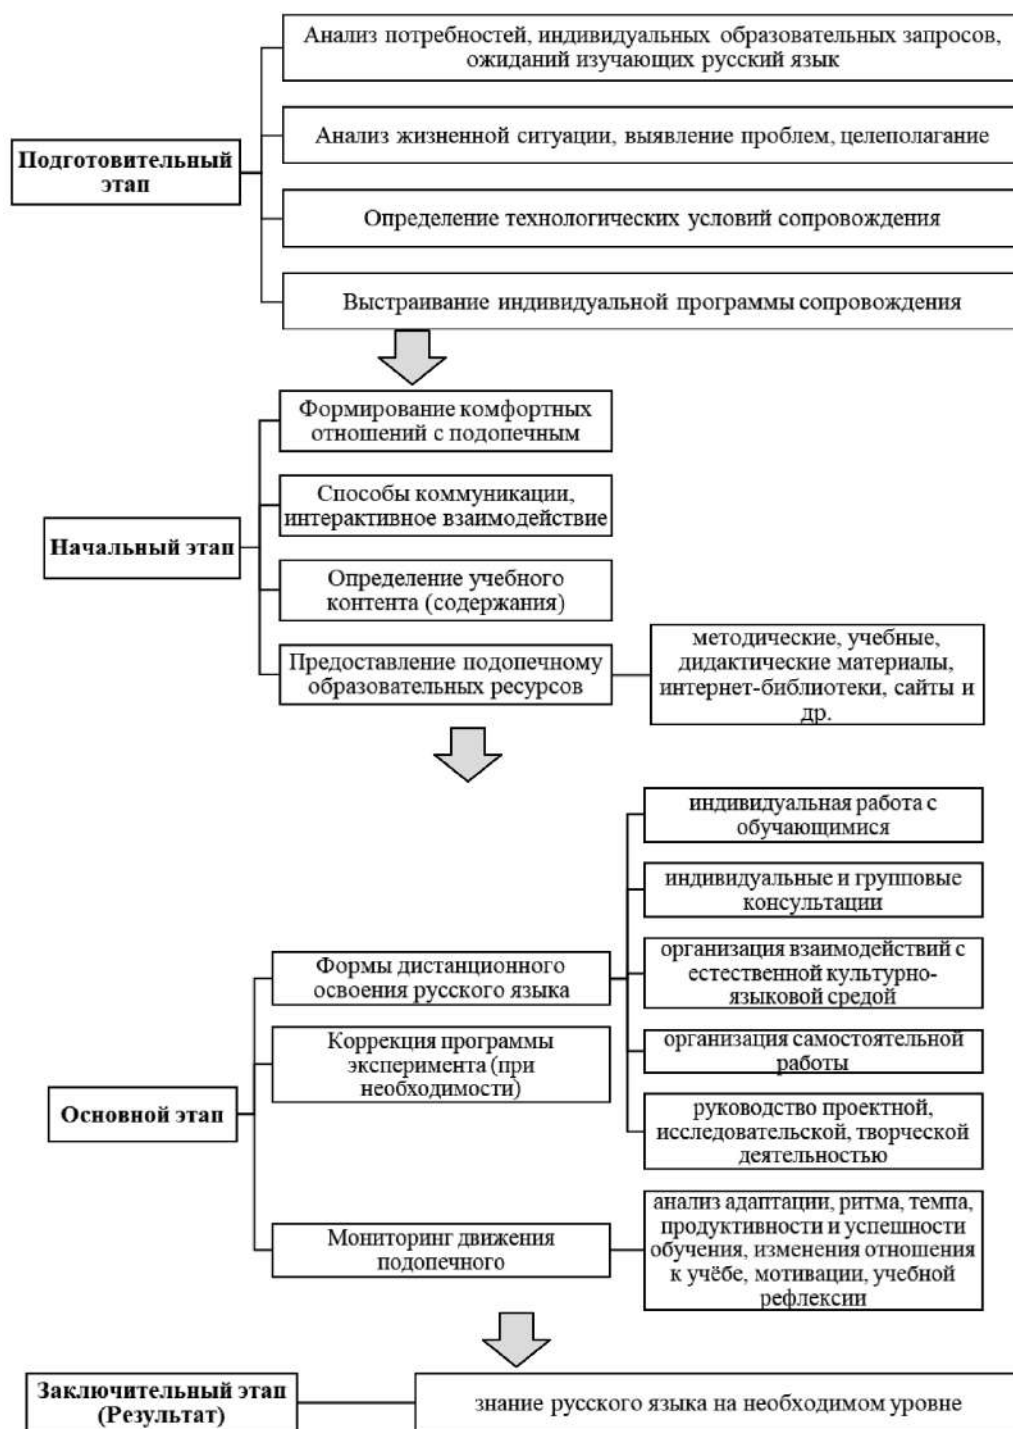 Анализ потребностей, индивидуальных образовательных запросов,
ожиданий изучающих русский язык
Анализ жизненной ситуации, выявление проблем, целеполагание
Подготовительный
этап
Определение технологических условий сопровождения
Выстраивание индивидуальной программы сопровождения
Формирование комфортных
отношений с подопечным
Способы коммуникации,
интерактивное взаимодействие
Начальный этап
Определение учебного
контента (содержания)
Предоставление подопечному
образовательных ресурсов
методические, учебные,
дидактические материалы,
интернет-библиотеки, сайты и
др.
индивидуальная работа с
обучающимися
индивидуальные и групповые
консультации
Формы дистанционного
освоения русского языка
организация взаимодействий с
естественной культурно-
языковой средой
Коррекция программы
эксперимента (при
необходимости)
организация самостоятельной
работы
Основной этап
руководство проектной,
исследовательской, творческой
деятельностью
Мониторинг движения
подопечного
анализ адаптации, ритма, темпа,
продуктивности и успешности
обучения, изменения отношения
к учёбе, мотивации, учебной
рефлексии
Заключительный этап
(Результат)
знание русского языка на необходимом уровне